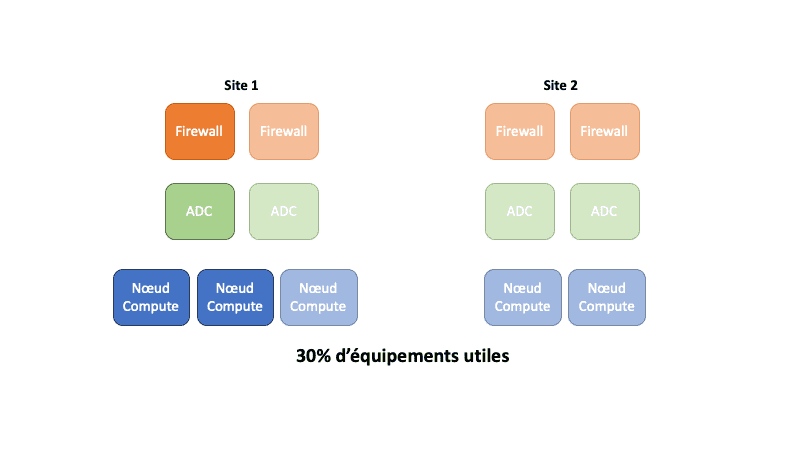 Site 1
Site 2
Firewall
Firewall
Firewall
Firewall
ADC
ADC
ADC
ADC
Nœud
Compute
Nœud
Compute
Nœud
Compute
Nœud
Compute
Nœud
Compute
30% d’équipements utiles